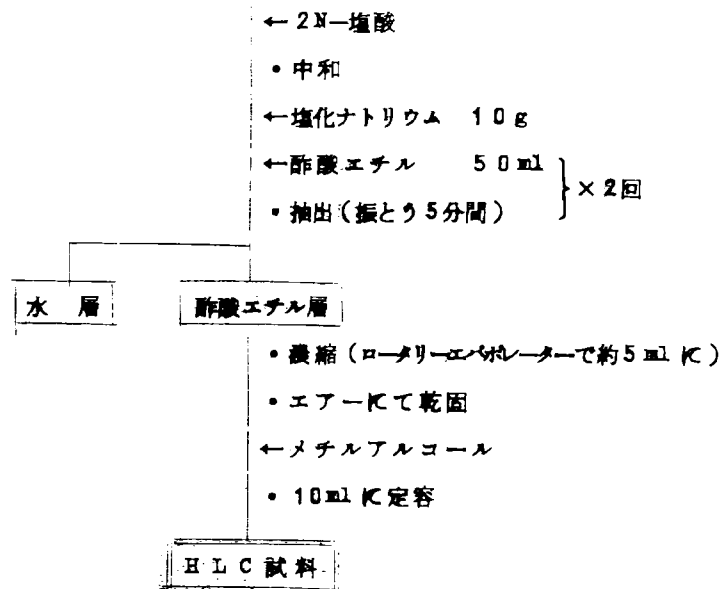 ←2N―塩酸
・中和
←塩化ナトリウム 10g
←酢酸エチル 50ml
・抽出(振とう5分間)
×2回
水 層
酢酸エチル層
・濃縮(ロータリーエバポレーターで約5mlに)
・エアーにて乾固
←メチルアルコール
・10mlに定容
HLC試料